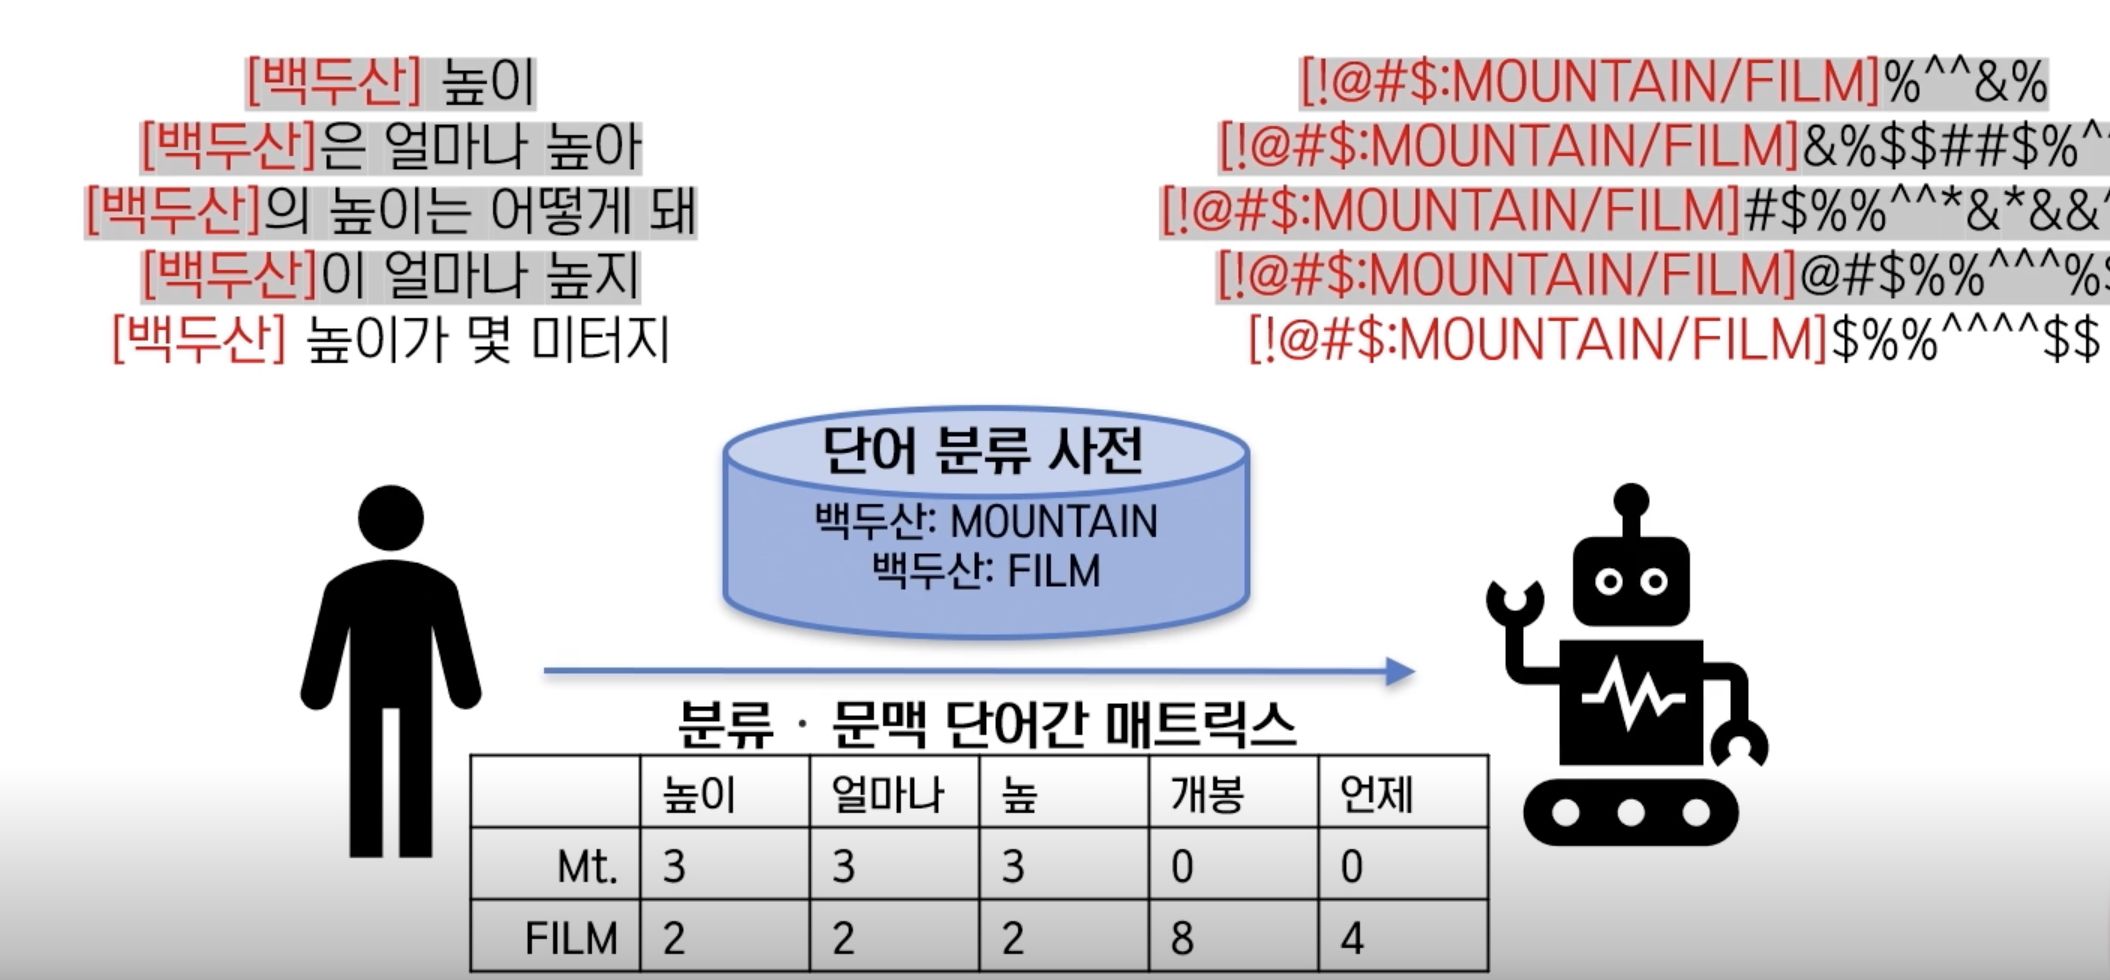 [백두산] 높이
[백두산]은 얼마나 높아
[백두산]의 높이는 어떻게 돼
[백두산]이 얼마나 높지
[백두산] 높이가 몇 미터지
[!@#$:MOUNTAIN/FILM]%^^&%
[!@#$:MOUNTAIN/FILM]&%$$##$%^
[!@#$:MOUNTAIN/FILM]#$%%^^*&*&&
[!@#$:MOUNTAIN/FILM]@#$%%^^^%
[!@#$:MOUNTAIN/FILM]$%%^^^^$$
단어 분류 사전
백두산: MOUNTAIN
백두산: FILM
분류 · 문맥 단어간 매트릭스
높이 얼마나 높 개봉 언제
Mt. 3 3 3 0 0
FILM 2 2 2 8 4